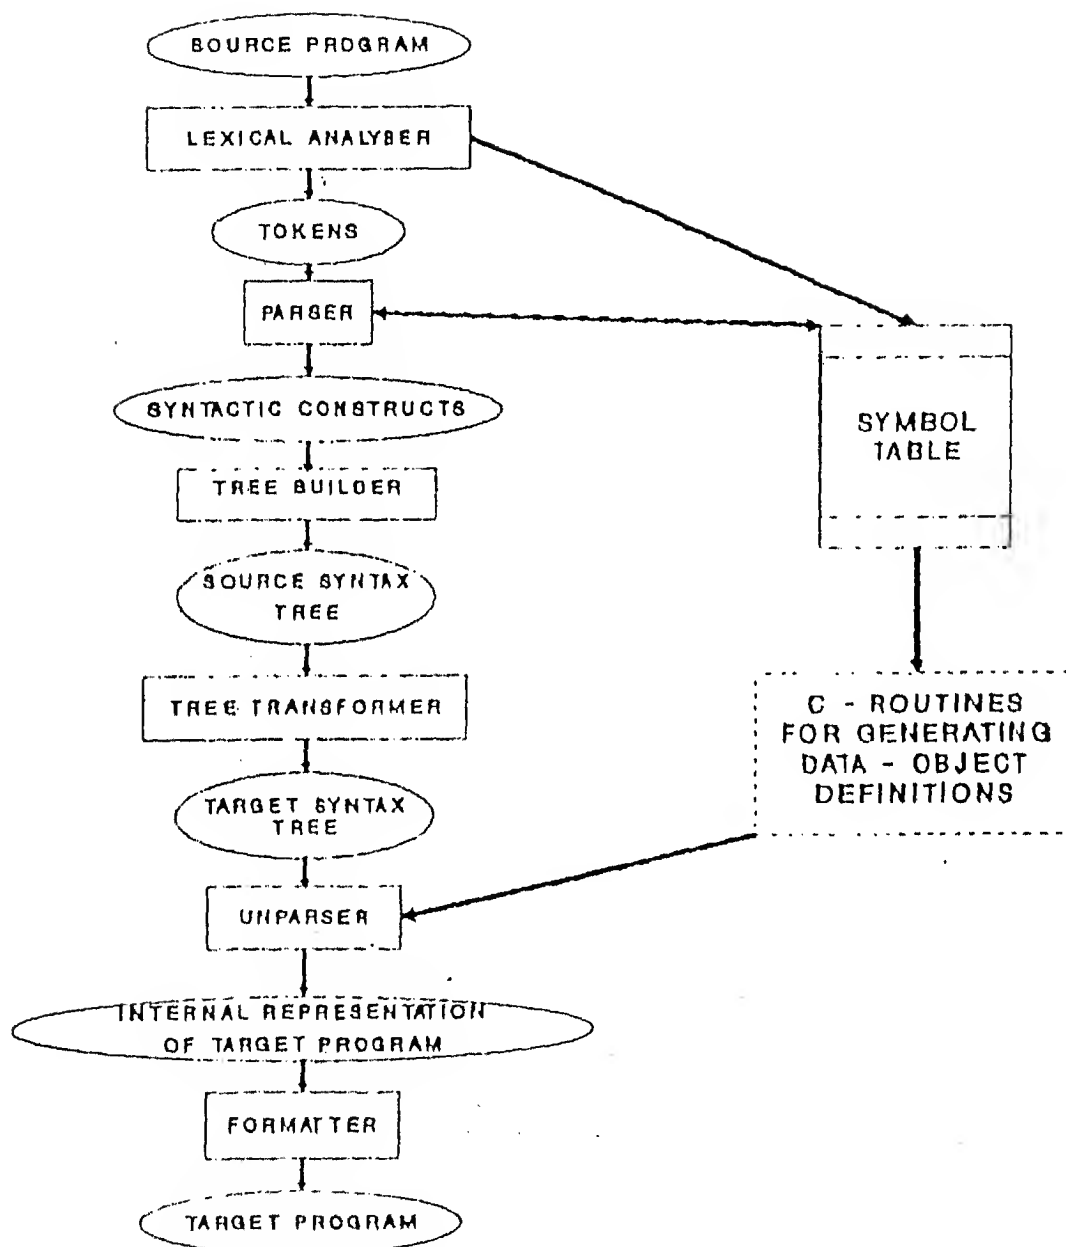 SOURCE PROGRAM
LEXICAL ANALYSER
TOKENS
PARSER
SYNTACTIC CONSTRUCTS
SYMBOL
TABLE
TREE BUILDER
SOURCE SYNTAX
TREE
TREE TRANSFORMER
C - ROUTINES
FOR GENERATING
DATA - OBJECT
DEFINITIONS
TARGET SYNTAX
TREE
UNPARSER
INTERNAL REPRESENTATION
OF TARGET PROGRAM
FORMATTER
TARGET PROGRAM